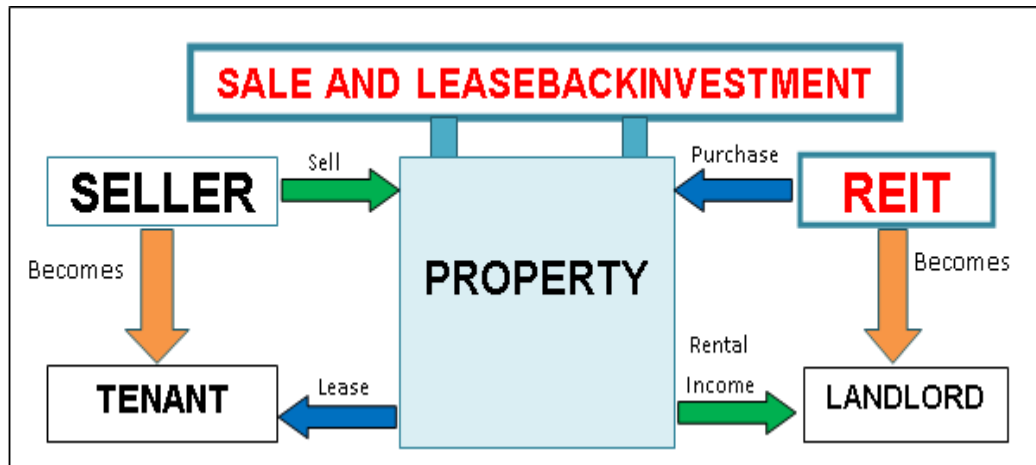 SALE AND LEASEBACKINVESTMENT
Sell
Purchase
SELLER
REIT
Becomes
PROPERTY
Becomes
Rental
Income
TENANT
Lease
LANDLORD